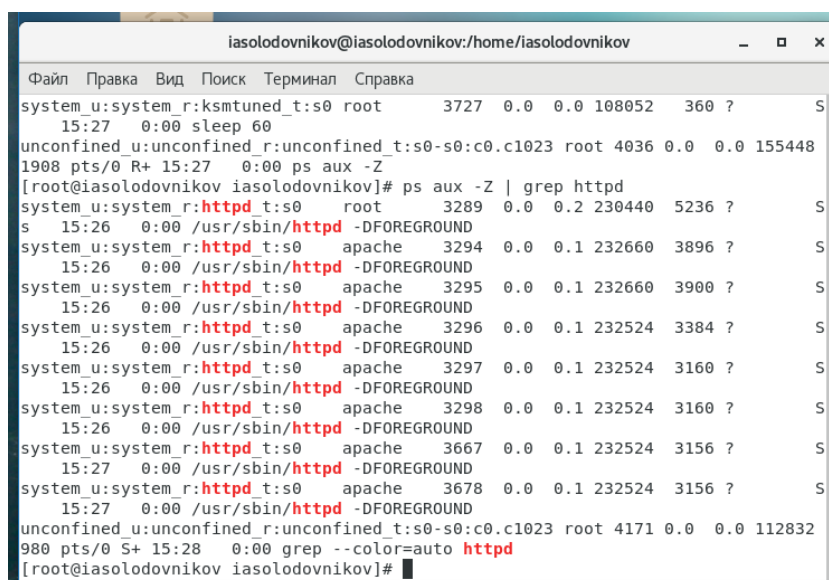 iasolodovnikov@iasolodovnikov:/home/iasolodovnikov
Файл Правка Вид Поиск Терминал Справка
system_u:system_r:ksmtuned_t:s0 root      3727  0.0  0.0 108052   360 ?        S
    15:27   0:00 sleep 60
unconfined_u:unconfined_r:unconfined_t:s0-s0:c0.c1023 root 4036 0.0  0.0 155448
1908 pts/0 R+ 15:27   0:00 ps aux -Z
[root@iasolodovnikov iasolodovnikov]# ps aux -Z | grep httpd
system_u:system_r:httpd_t:s0    root      3289  0.0  0.2 230440  5236 ?        S
s   15:26   0:00 /usr/sbin/httpd -DFOREGROUND
system_u:system_r:httpd_t:s0    apache    3294  0.0  0.1 232660  3896 ?        S
    15:26   0:00 /usr/sbin/httpd -DFOREGROUND
system_u:system_r:httpd_t:s0    apache    3295  0.0  0.1 232660  3900 ?        S
    15:26   0:00 /usr/sbin/httpd -DFOREGROUND
system_u:system_r:httpd_t:s0    apache    3296  0.0  0.1 232524  3384 ?        S
    15:26   0:00 /usr/sbin/httpd -DFOREGROUND
system_u:system_r:httpd_t:s0    apache    3297  0.0  0.1 232524  3160 ?        S
    15:26   0:00 /usr/sbin/httpd -DFOREGROUND
system_u:system_r:httpd_t:s0    apache    3298  0.0  0.1 232524  3160 ?        S
    15:26   0:00 /usr/sbin/httpd -DFOREGROUND
system_u:system_r:httpd_t:s0    apache    3667  0.0  0.1 232524  3156 ?        S
    15:27   0:00 /usr/sbin/httpd -DFOREGROUND
system_u:system_r:httpd_t:s0    apache    3678  0.0  0.1 232524  3156 ?        S
    15:27   0:00 /usr/sbin/httpd -DFOREGROUND
unconfined_u:unconfined_r:unconfined_t:s0-s0:c0.c1023 root 4171 0.0  0.0 112832
980 pts/0 S+ 15:28   0:00 grep --color=auto httpd
[root@iasolodovnikov iasolodovnikov]#